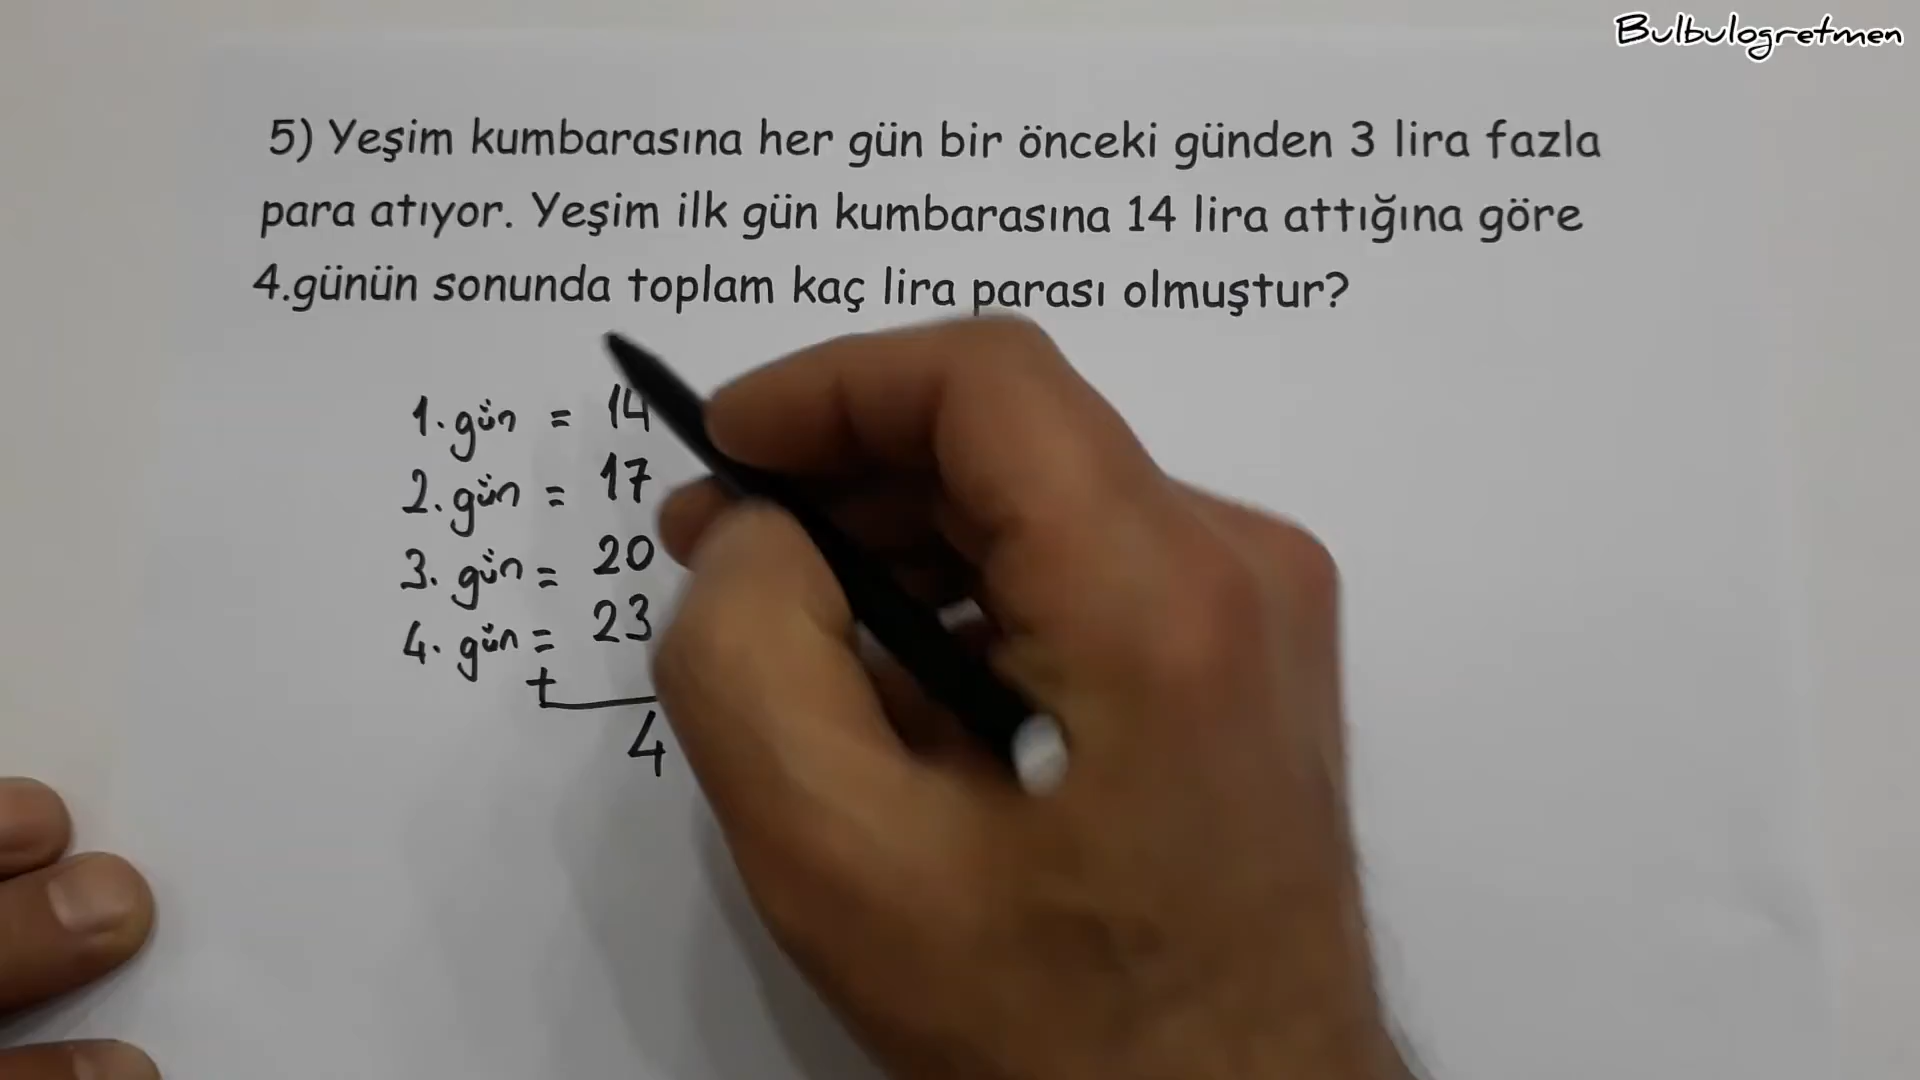 Bulbulogretmen
5) Yeşim kumbarasına her gün bir önceki günden 3 lira fazla
para atıyor. Yeşim ilk gün kumbarasına 14 lira attığına göre
4.günün sonunda toplam kaç lira parası olmuştur?
1. gün = 14
2. gün = 17
3. gün = 20
4. gün = 23
+
4